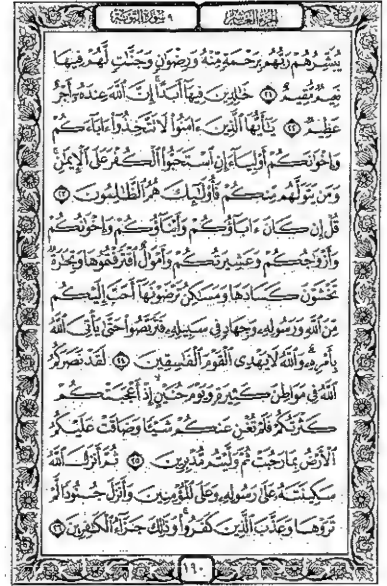 الجزء العاشر
٩ سورة التوبة
يُبَشِّرُهُمْ رَبُّهُم بِرَحْمَةٍ مِّنْهُ وَرِضْوَٰنٍ وَجَنَّٰتٍ لَّهُمْ فِيهَا
نَعِيمٌ مُّقِيمٌ ٢١ خَٰلِدِينَ فِيهَآ أَبَدًا إِنَّ ٱللَّهَ عِندَهُۥٓ أَجْرٌ
عَظِيمٌ ٢٢ يَٰٓأَيُّهَا ٱلَّذِينَ ءَامَنُوا۟ لَا تَتَّخِذُوٓا۟ ءَابَآءَكُمْ
وَإِخْوَٰنَكُمْ أَوْلِيَآءَ إِنِ ٱسْتَحَبُّوا۟ ٱلْكُفْرَ عَلَى ٱلْإِيمَٰنِ
وَمَن يَتَوَلَّهُم مِّنكُمْ فَأُو۟لَٰٓئِكَ هُمُ ٱلظَّٰلِمُونَ ٢٣
قُلْ إِن كَانَ ءَابَآؤُكُمْ وَأَبْنَآؤُكُمْ وَإِخْوَٰنُكُمْ
وَأَزْوَٰجُكُمْ وَعَشِيرَتُكُمْ وَأَمْوَٰلٌ ٱقْتَرَفْتُمُوهَا وَتِجَٰرَةٌ
تَخْشَوْنَ كَسَادَهَا وَمَسَٰكِنُ تَرْضَوْنَهَآ أَحَبَّ إِلَيْكُم
مِّنَ ٱللَّهِ وَرَسُولِهِۦ وَجِهَادٍ فِى سَبِيلِهِۦ فَتَرَبَّصُوا۟ حَتَّىٰ يَأْتِىَ ٱللَّهُ
بِأَمْرِهِۦ وَٱللَّهُ لَا يَهْدِى ٱلْقَوْمَ ٱلْفَٰسِقِينَ ٢٤ لَقَدْ نَصَرَكُمُ
ٱللَّهُ فِى مَوَاطِنَ كَثِيرَةٍ وَيَوْمَ حُنَيْنٍ إِذْ أَعْجَبَتْكُمْ
كَثْرَتُكُمْ فَلَمْ تُغْنِ عَنكُمْ شَيْـًٔا وَضَاقَتْ عَلَيْكُمُ
ٱلْأَرْضُ بِمَا رَحُبَتْ ثُمَّ وَلَّيْتُم مُّدْبِرِينَ ٢٥ ثُمَّ أَنزَلَ ٱللَّهُ
سَكِينَتَهُۥ عَلَىٰ رَسُولِهِۦ وَعَلَى ٱلْمُؤْمِنِينَ وَأَنزَلَ جُنُودًا لَّمْ
تَرَوْهَا وَعَذَّبَ ٱلَّذِينَ كَفَرُوا۟ وَذَٰلِكَ جَزَآءُ ٱلْكَٰفِرِينَ ٢٦
١٩٠